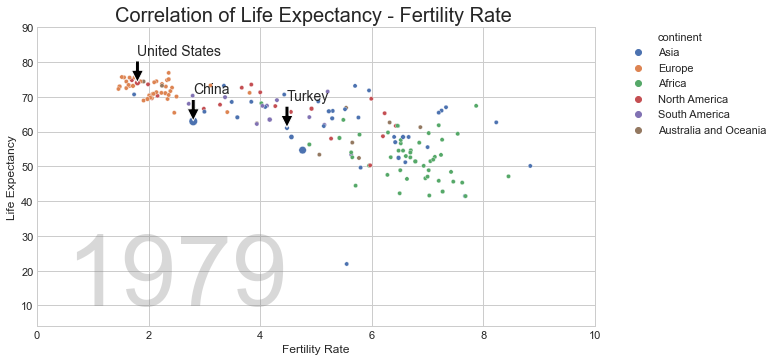 Correlation of Life Expectancy - Fertility Rate
90
80
70
60
50
40
30
20
10
0
2
4
6
8
10
Life Expectancy
Fertility Rate
United States
China
Turkey
1979
continent
Asia
Europe
Africa
North America
South America
Australia and Oceania